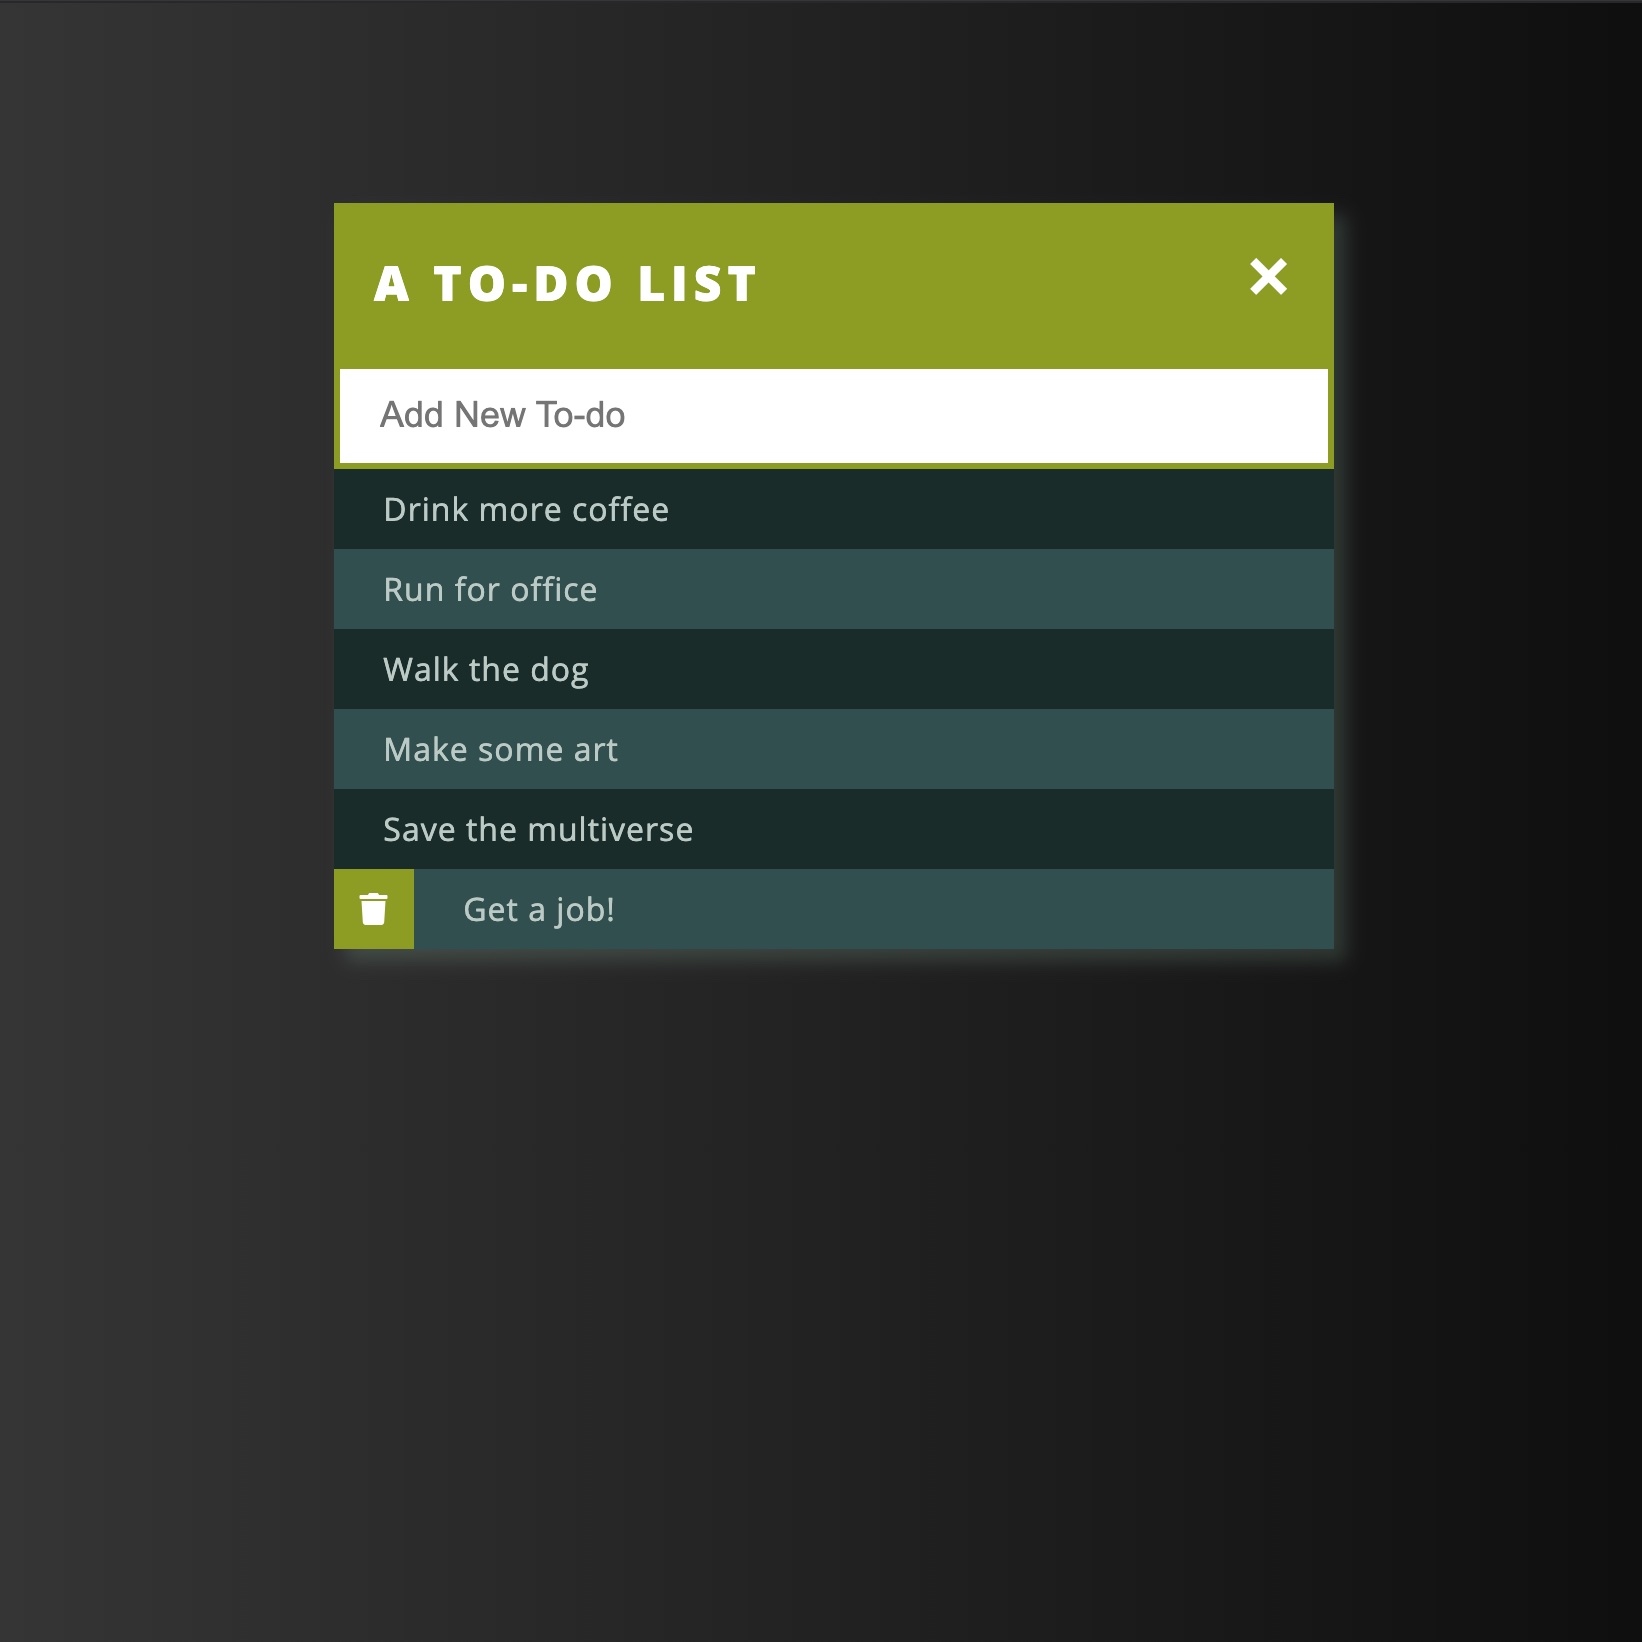 A TO-DO LIST
Add New To-do
Drink more coffee
Run for office
Walk the dog
Make some art
Save the multiverse
Get a job!